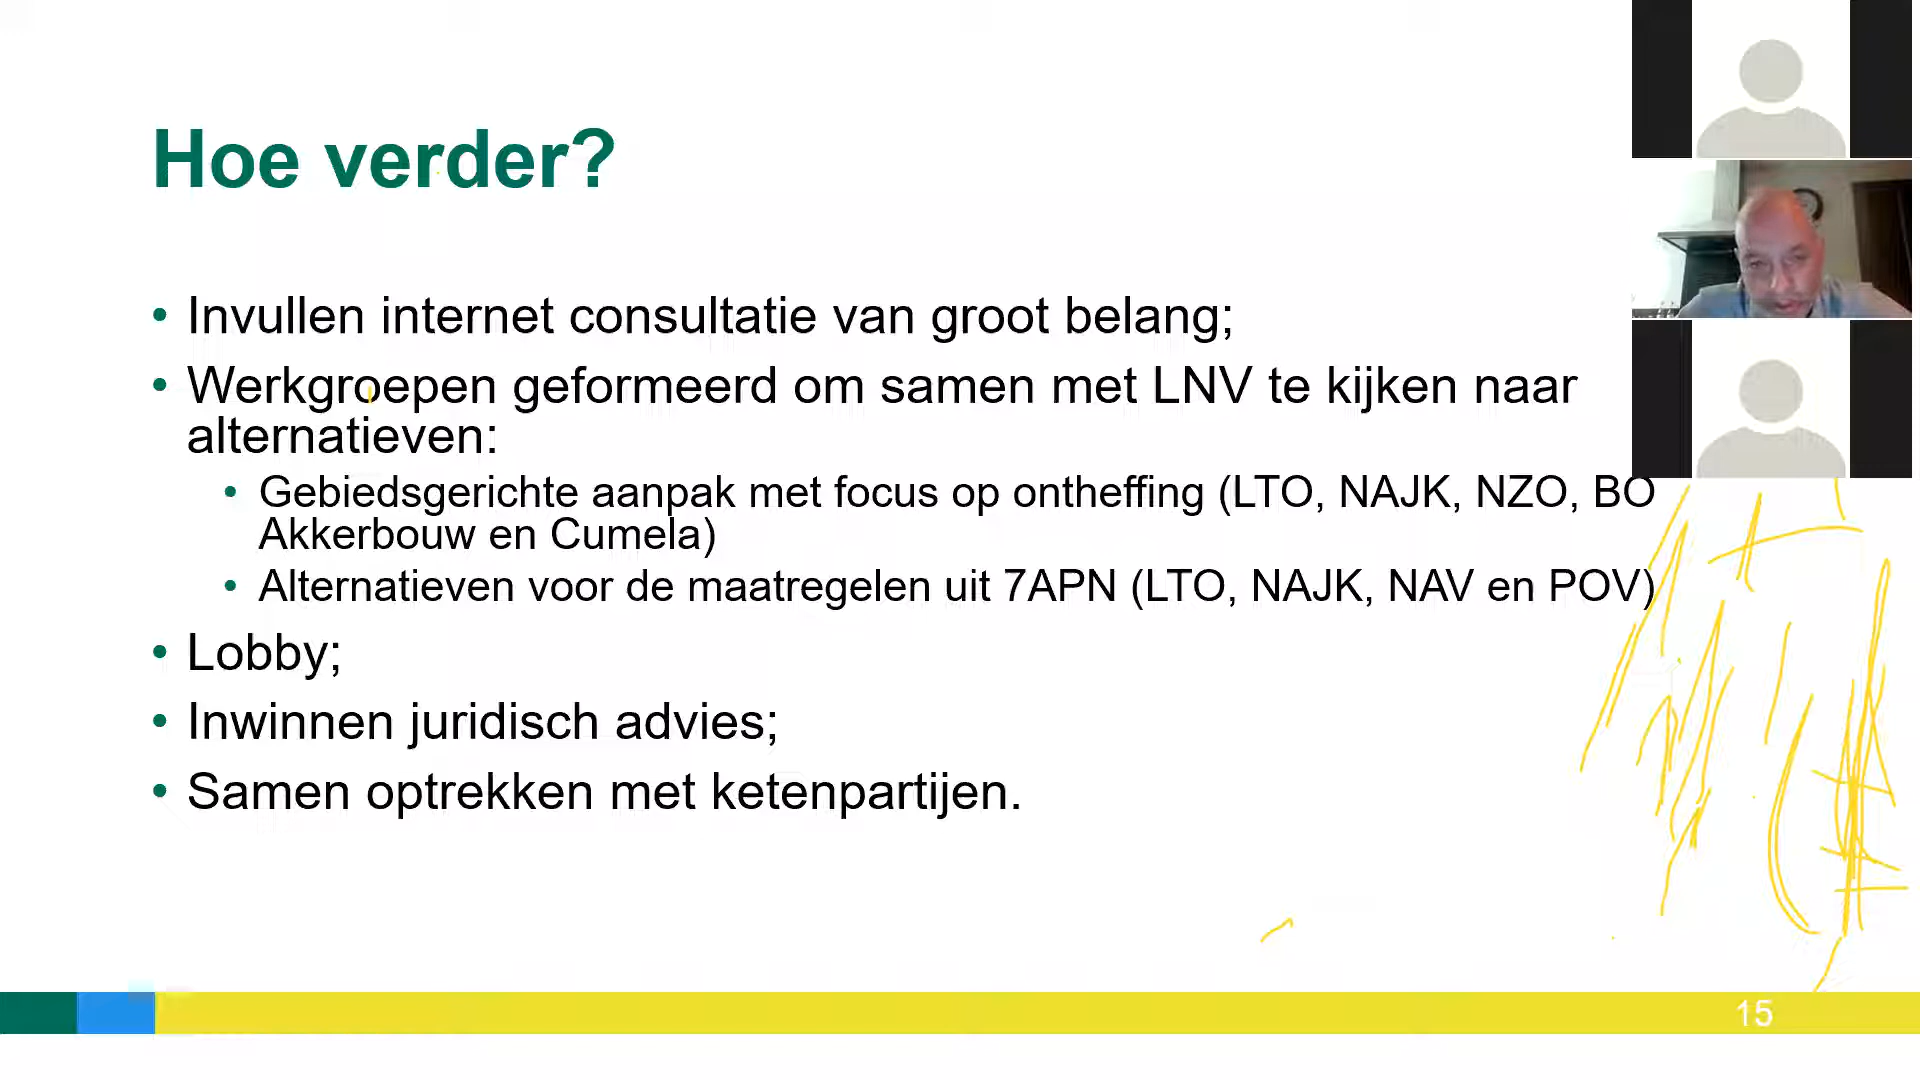 Hoe verder?
• Invullen internet consultatie van groot belang;
• Werkgroepen geformeerd om samen met LNV te kijken naar
alternatieven:
• Gebiedsgerichte aanpak met focus op ontheffing (LTO, NAJK, NZO, BO
Akkerbouw en Cumela)
• Alternatieven voor de maatregelen uit 7APN (LTO, NAJK, NAV en POV)
• Lobby;
• Inwinnen juridisch advies;
• Samen optrekken met ketenpartijen.
15